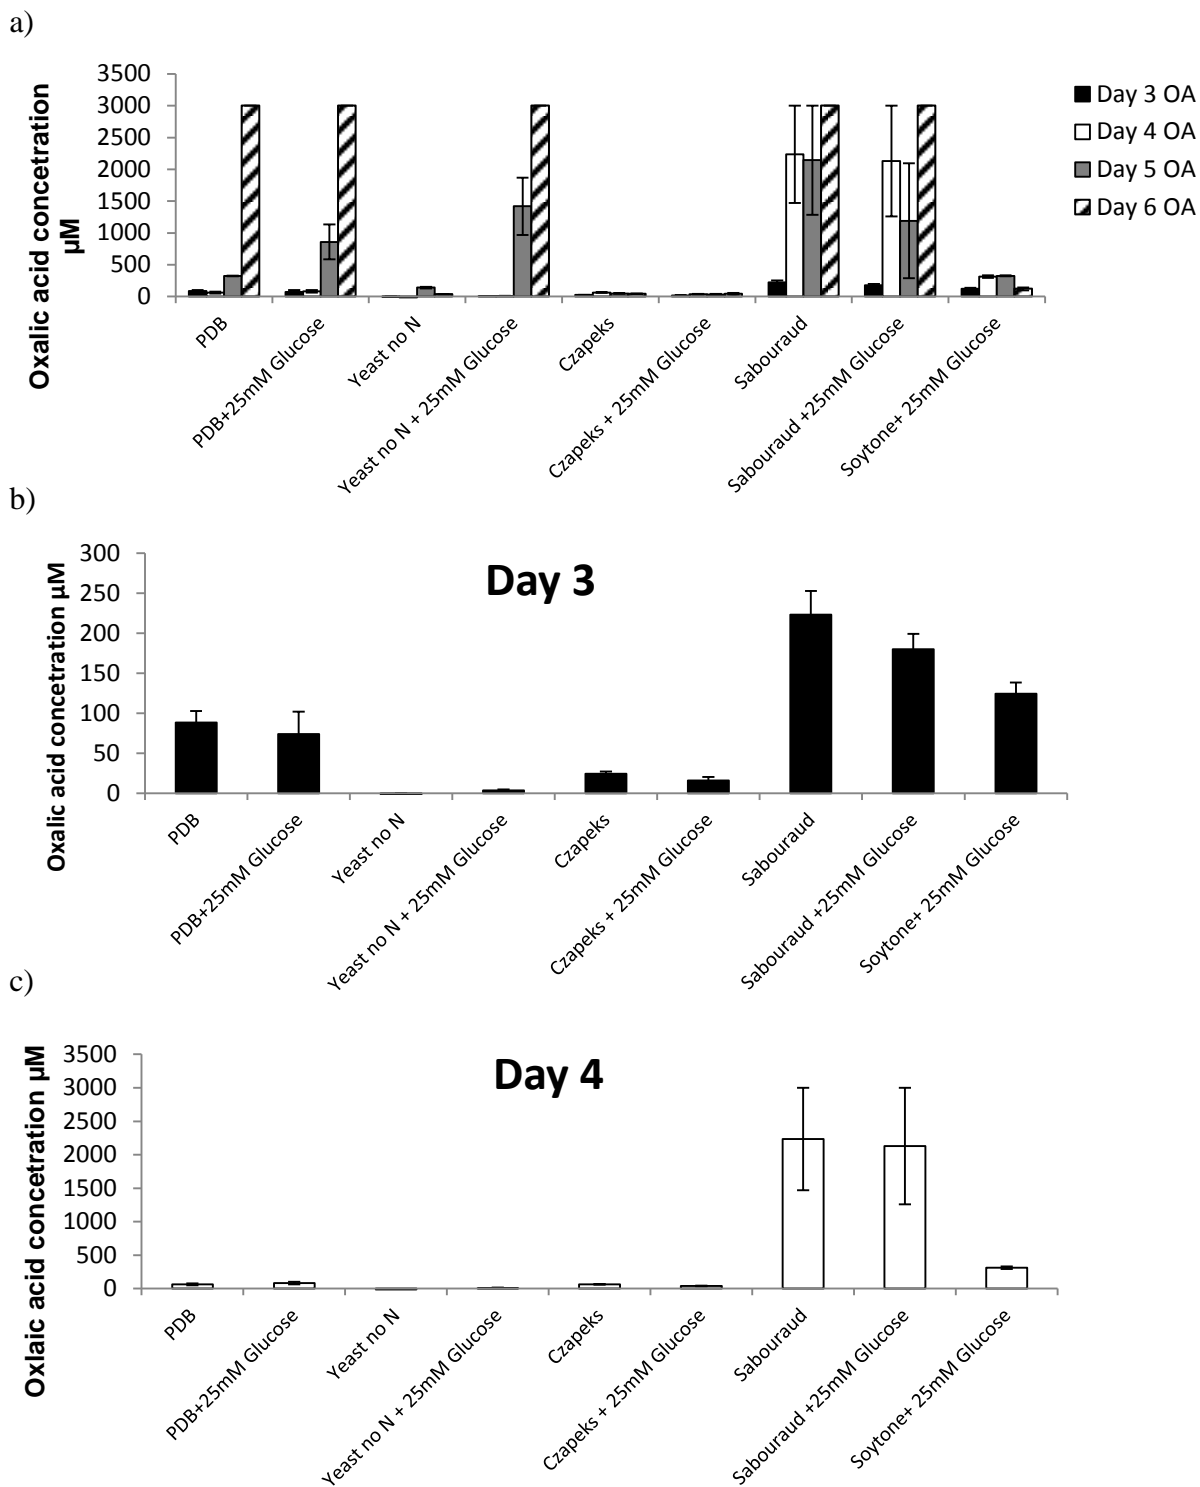 a)
3500
3000
2500
2000
1500
1000
500
0
Oxalic acid concetration
µM
Day 3 OA
Day 4 OA
Day 5 OA
Day 6 OA
PDB
PDB+25mM Glucose
Yeast no N
Yeast no N + 25mM Glucose
Czapeks
Czapeks + 25mM Glucose
Sabouraud
Sabouraud +25mM Glucose
Soytone+ 25mM Glucose
b)
Day 3
300
250
200
150
100
50
0
Oxalic acid concetration µM
PDB
PDB+25mM Glucose
Yeast no N
Yeast no N + 25mM Glucose
Czapeks
Czapeks + 25mM Glucose
Sabouraud
Sabouraud +25mM Glucose
Soytone+ 25mM Glucose
c)
Day 4
3500
3000
2500
2000
1500
1000
500
0
Oxlaic acid concetration µM
PDB
PDB+25mM Glucose
Yeast no N
Yeast no N + 25mM Glucose
Czapeks
Czapeks + 25mM Glucose
Sabouraud
Sabouraud +25mM Glucose
Soytone+ 25mM Glucose